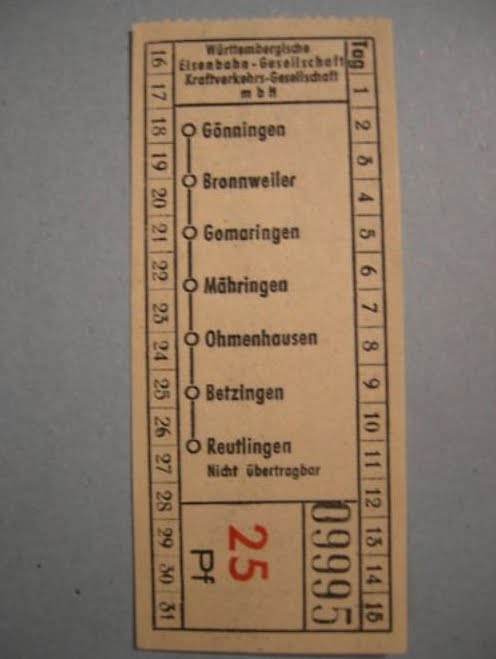 Württembergische
Eisenbahn-Gesellschaft
Kraftverkehrs-Gesellschaft
mbH
Gönningen
Bronnweiler
Gomaringen
Mähringen
Ohmenhausen
Betzingen
Reutlingen
Nicht übertragbar
25
Pf
09995
Tag
1
2
3
4
5
6
7
8
9
10
11
12
13
14
15
16
17
18
19
20
21
22
23
24
25
26
27
28
29
30
31